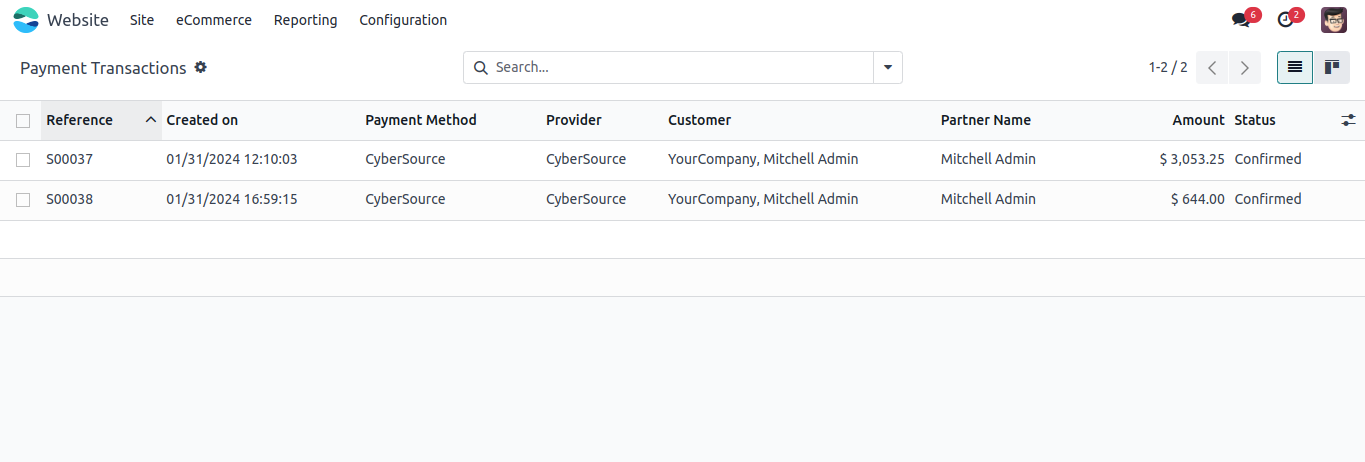 Website Site eCommerce Reporting Configuration 6 2
Payment Transactions Search... 1-2 / 2
Reference Created on Payment Method Provider Customer Partner Name Amount Status
S00037 01/31/2024 12:10:03 CyberSource CyberSource YourCompany, Mitchell Admin Mitchell Admin $ 3,053.25 Confirmed
S00038 01/31/2024 16:59:15 CyberSource CyberSource YourCompany, Mitchell Admin Mitchell Admin $ 644.00 Confirmed